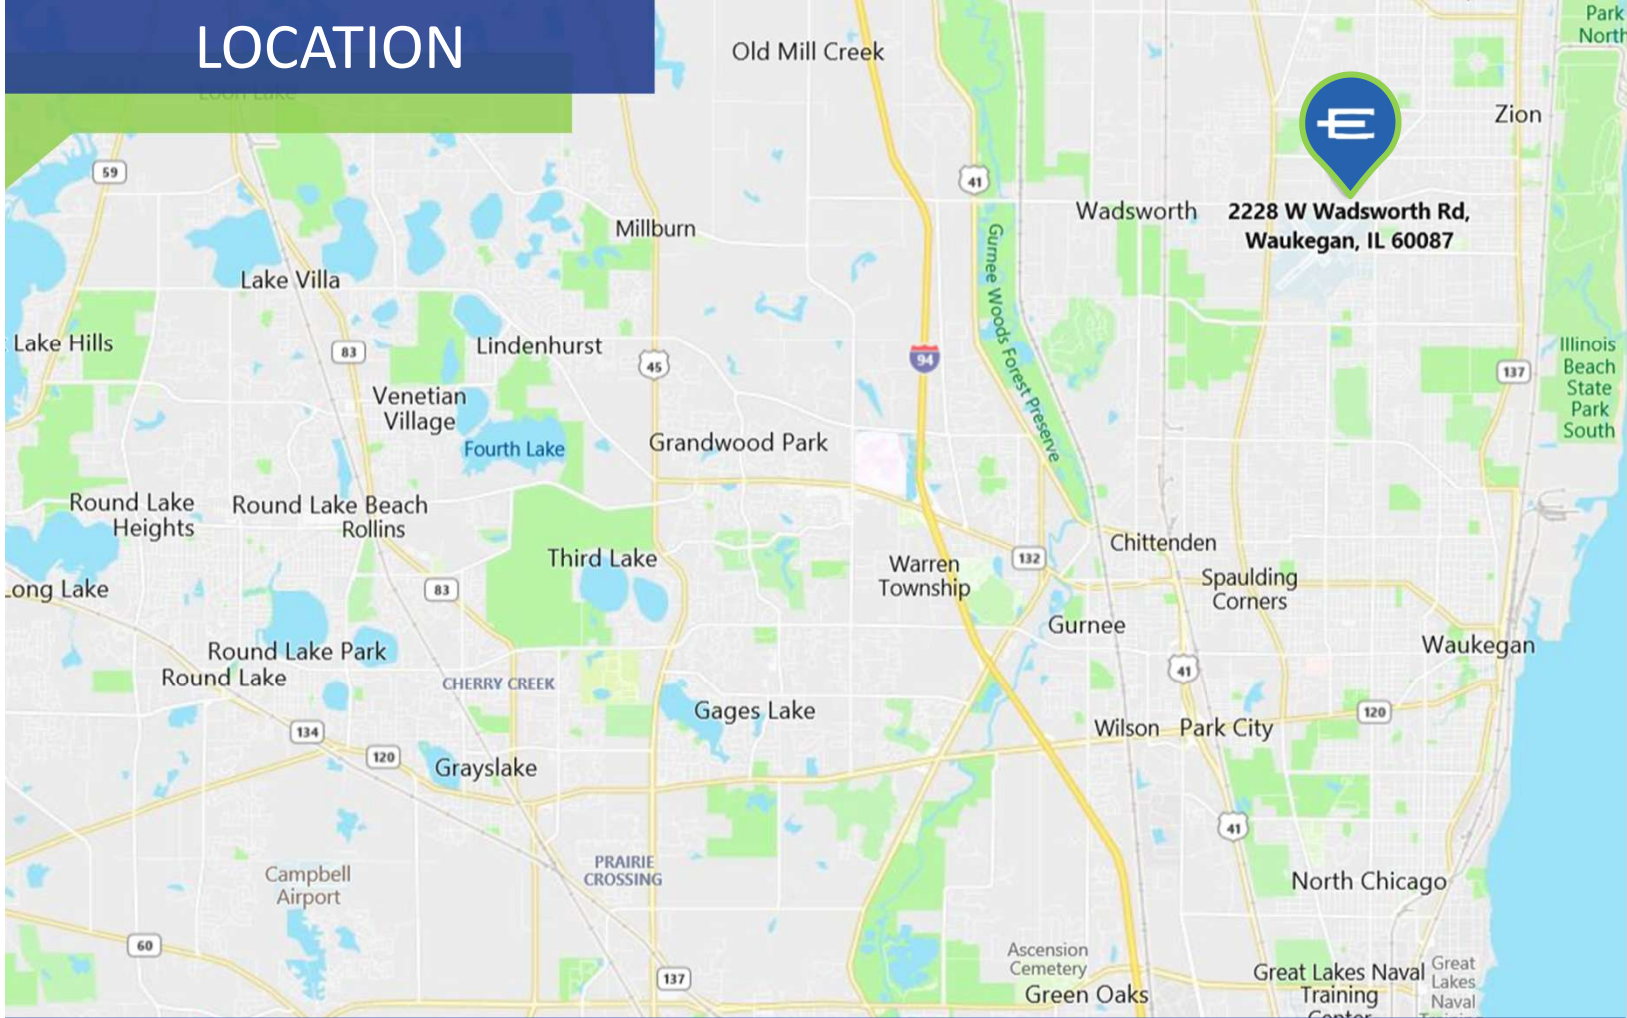 LOCATION
Loon Lake
Old Mill Creek
Park
North
Zion
E
59
41
Wadsworth
2228 W Wadsworth Rd,
Waukegan, IL 60087
Millburn
Lake Villa
Gurnee Woods Forest Preserve
Lake Hills
83
Lindenhurst
45
94
137
Illinois
Beach
State
Park
South
Venetian
Village
Fourth Lake
Grandwood Park
Round Lake
Heights
Round Lake Beach
Rollins
Third Lake
Warren
Township
132
Chittenden
Spaulding
Corners
Long Lake
83
Gurnee
Waukegan
Round Lake Park
Round Lake
CHERRY CREEK
41
Gages Lake
Wilson
Park City
120
134
120
Grayslake
41
PRAIRIE
CROSSING
Campbell
Airport
North Chicago
60
137
Ascension
Cemetery
Green Oaks
Great Lakes Naval
Training
Center
Great
Lakes
Naval